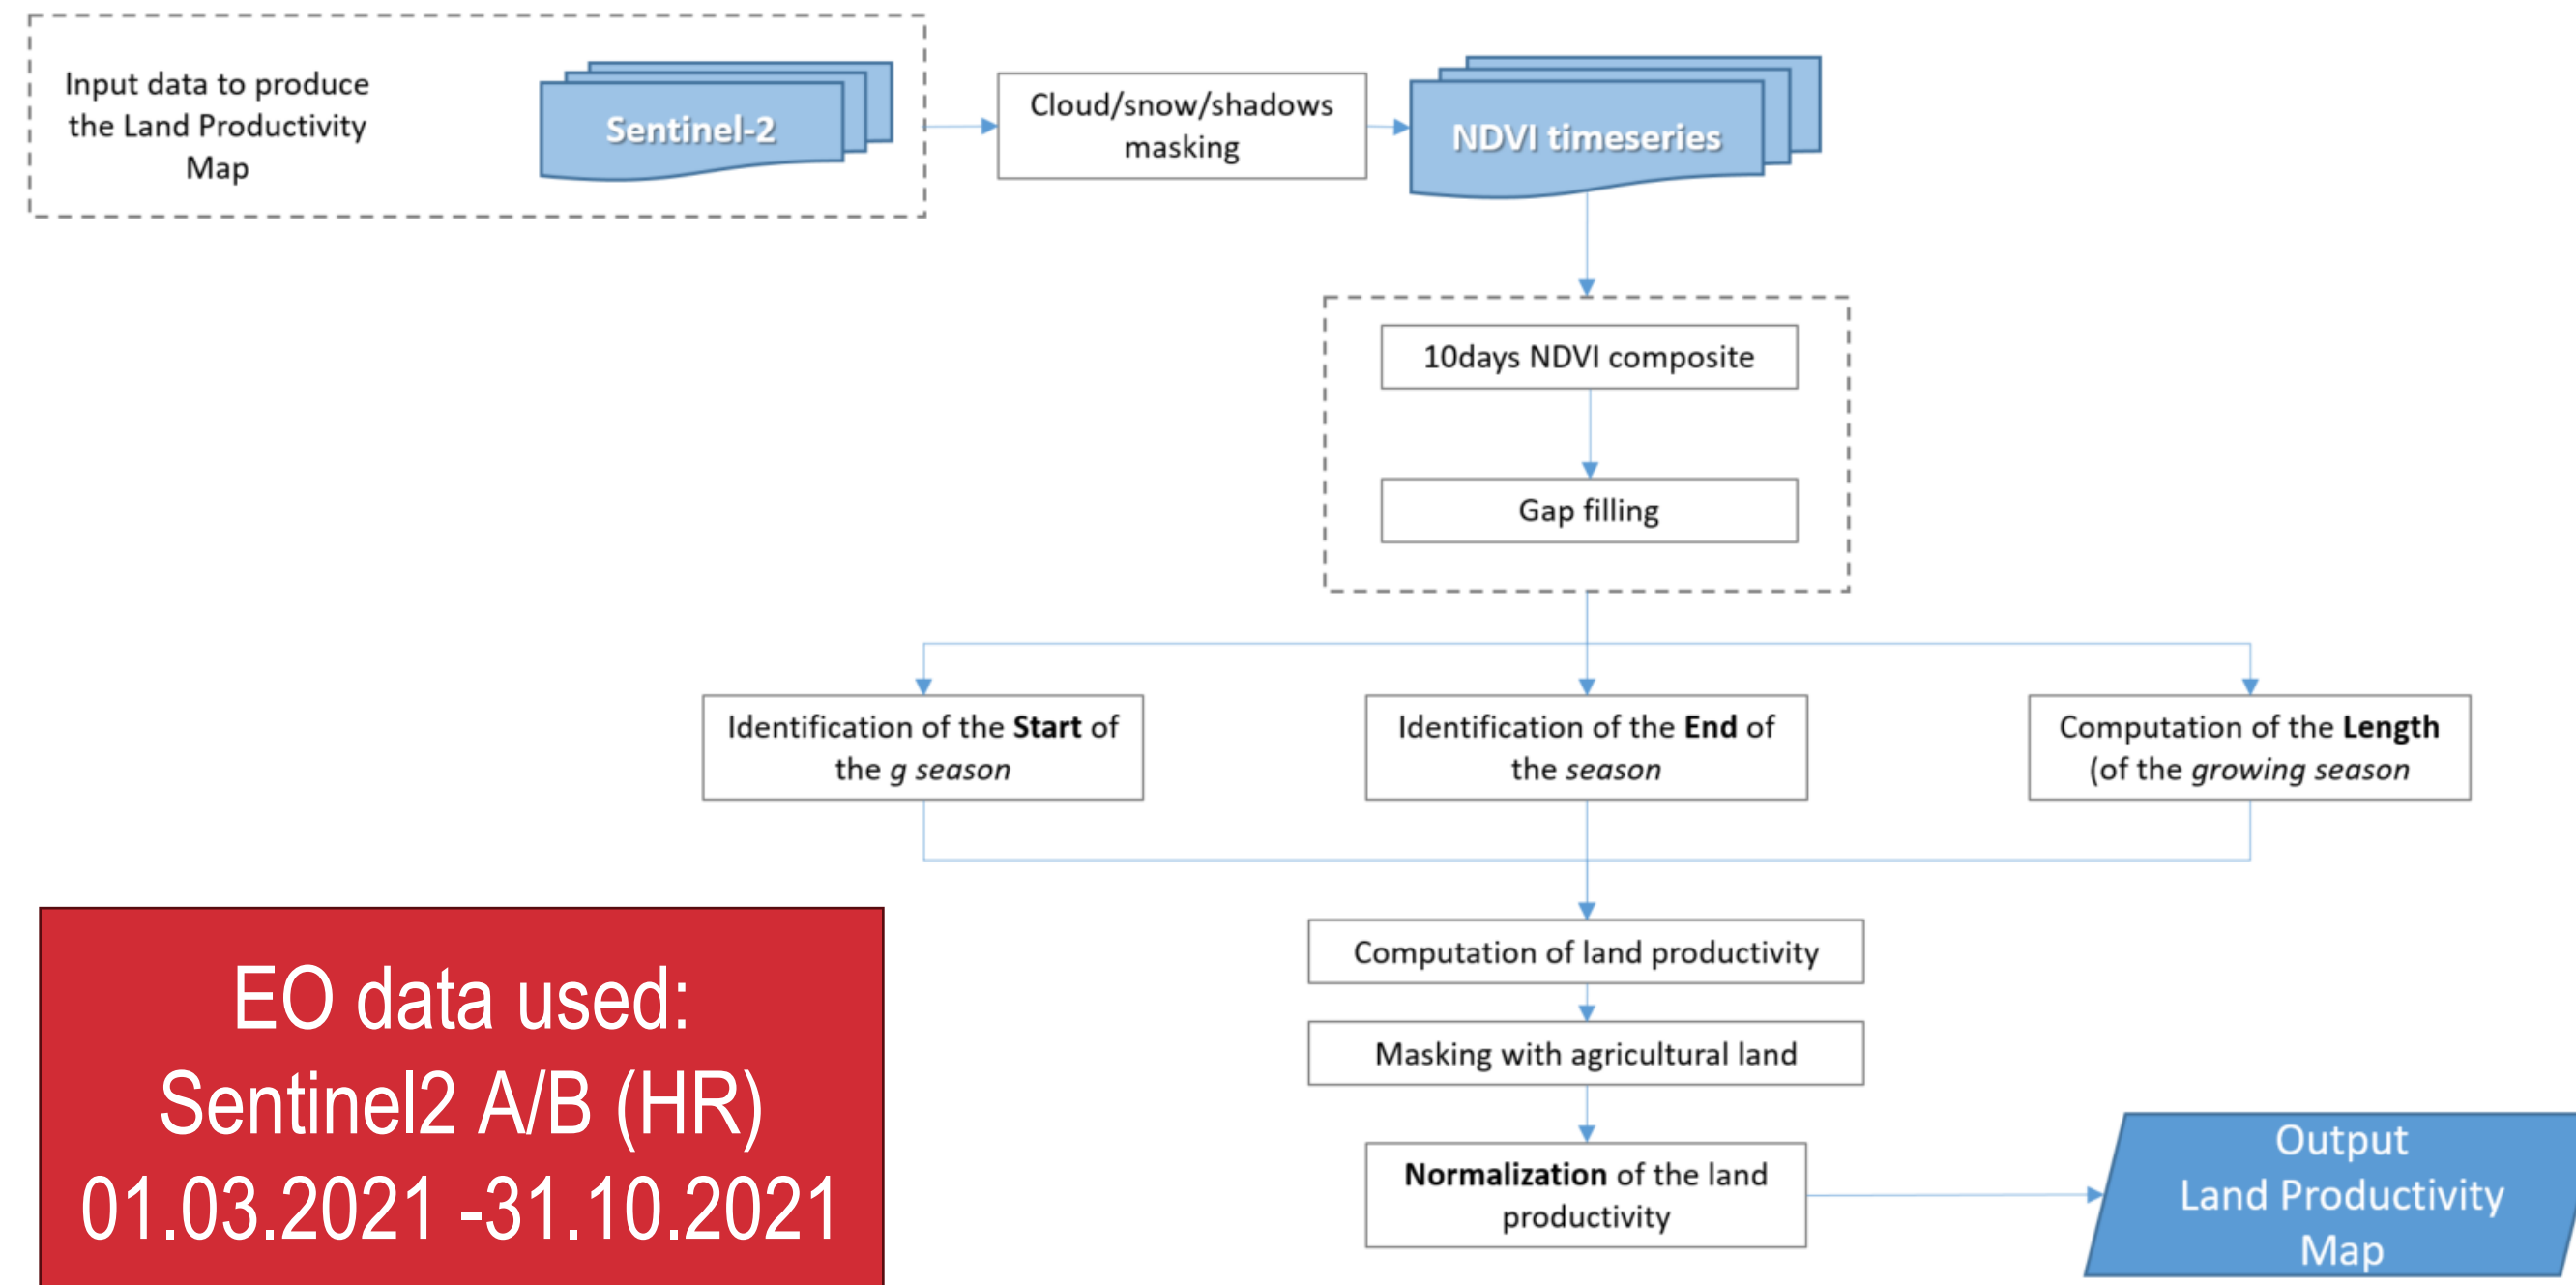 Input data to produce
the Land Productivity
Map
Sentinel-2
Cloud/snow/shadows
masking
NDVI timeseries
10days NDVI composite
Gap filling
Identification of the Start of
the g season
Identification of the End of
the season
Computation of the Length
(of the growing season
Computation of land productivity
Masking with agricultural land
Normalization of the land
productivity
Output
Land Productivity
Map
EO data used:
Sentinel2 A/B (HR)
01.03.2021 -31.10.2021